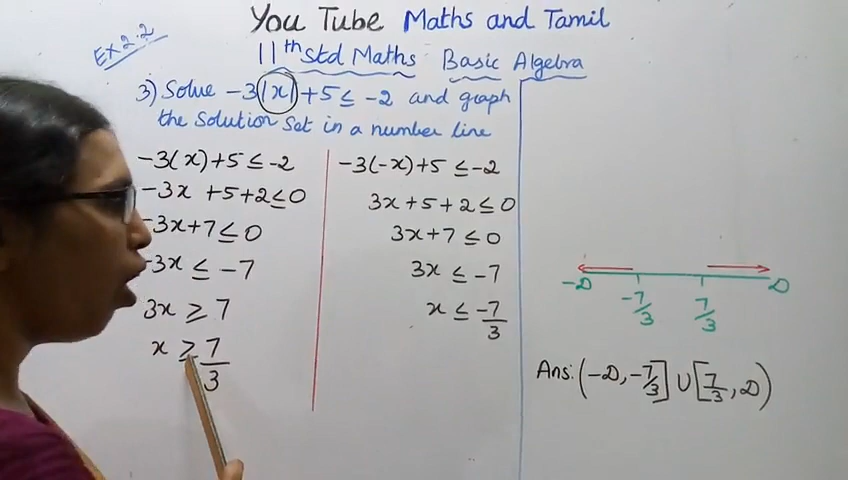 You Tube Maths and Tamil
Ex 2.2
11th Std Maths Basic Algebra
3) Solve -3|x|+5 ≤ -2 and graph
the Solution Set in a number line
-3(x)+5 ≤ -2
-3x +5+2 ≤ 0
-3x+7 ≤ 0
-3x ≤ -7
3x ≥ 7
x ≥ 7/3
-3(-x)+5 ≤ -2
3x+5+2 ≤ 0
3x+7 ≤ 0
3x ≤ -7
x ≤ -7/3
-∞ -7/3 7/3 ∞
Ans: (-∞, -7/3] ∪ [7/3, ∞)